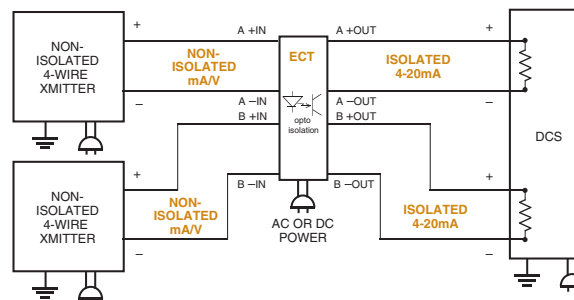 NON-
ISOLATED
4-WIRE
XMITTER
+
–
NON-
ISOLATED
mA/V
A +IN
A –IN
B +IN
B –IN
ECT
opto
isolation
AC OR DC
POWER
A +OUT
A –OUT
B +OUT
B –OUT
ISOLATED
4-20mA
+
–
DCS
NON-
ISOLATED
4-WIRE
XMITTER
+
–
NON-
ISOLATED
mA/V
ISOLATED
4-20mA
+
–